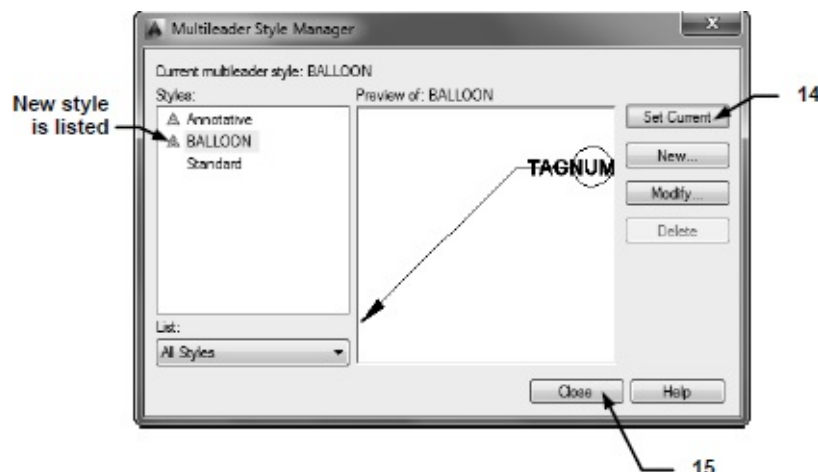 Multileader Style Manager
X
Current multileader style: BALLOON
Styles:
Preview of: BALLOON
New style
is listed
Annotative
BALLOON
Standard
TAGNUM
Set Current
14
New...
Modify...
Delete
List:
All Styles
Close
Help
15